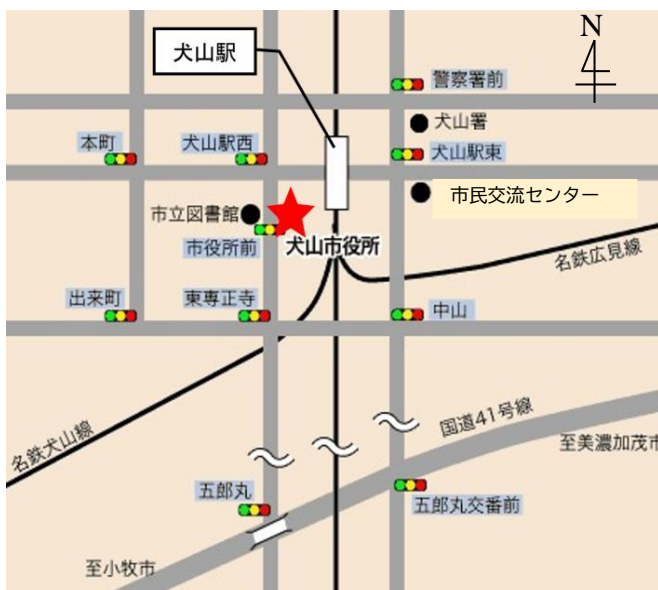 N
犬山駅
警察署前
犬山署
本町
犬山駅西
犬山駅東
市民交流センター
市立図書館
市役所前
犬山市役所
名鉄広見線
出来町
東専正寺
中山
名鉄犬山線
国道41号線
至美濃加茂市
五郎丸
五郎丸交番前
至小牧市